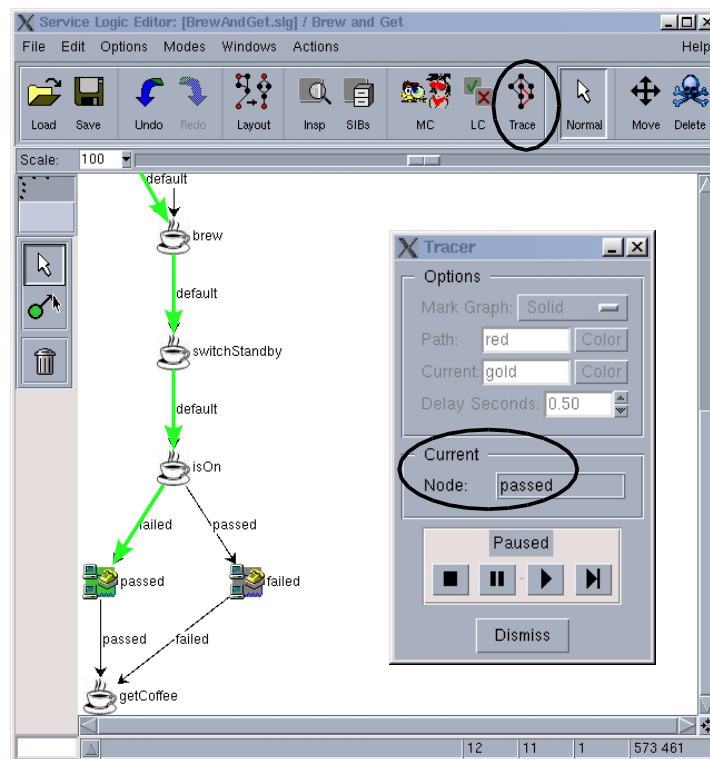 Service Logic Editor: [BrewAndGet.slg] / Brew and Get
File Edit Options Modes Windows Actions Help
Load Save Undo Redo Layout Insp SIBs MC LC Trace Normal Move Delete
Scale: 100
default
brew
default
switchStandby
default
isOn
failed passed
passed failed
passed failed
getCoffee
Tracer
Options
Mark Graph: Solid
Path: red Color
Current: gold Color
Delay Seconds: 0.50
Current
Node: passed
Paused
Dismiss
12 11 1 573 461